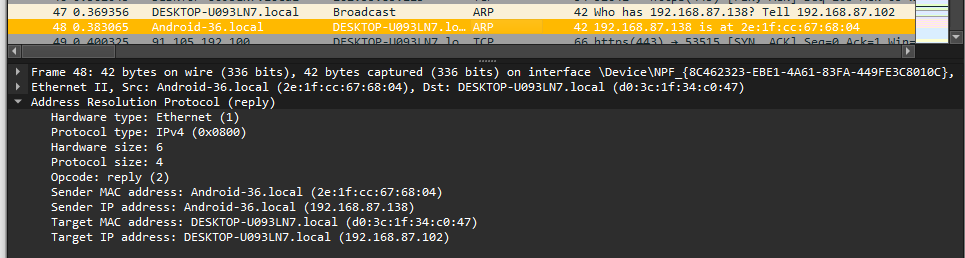 47 0.369356 DESKTOP-U093LN7.local Broadcast ARP 42 Who has 192.168.87.138? Tell 192.168.87.102
48 0.383065 Android-36.local DESKTOP-U093LN7.lo… ARP 42 192.168.87.138 is at 2e:1f:cc:67:68:04
49 0.400325 91.105.192.100 DESKTOP-U093LN7.lo… TCP 66 https(443) → 53515 [SYN, ACK] Seq=0 Ack=1 Win=
Frame 48: 42 bytes on wire (336 bits), 42 bytes captured (336 bits) on interface \Device\NPF_{8C462323-EBE1-4A61-83FA-449FE3C8010C},
Ethernet II, Src: Android-36.local (2e:1f:cc:67:68:04), Dst: DESKTOP-U093LN7.local (d0:3c:1f:34:c0:47)
Address Resolution Protocol (reply)
Hardware type: Ethernet (1)
Protocol type: IPv4 (0x0800)
Hardware size: 6
Protocol size: 4
Opcode: reply (2)
Sender MAC address: Android-36.local (2e:1f:cc:67:68:04)
Sender IP address: Android-36.local (192.168.87.138)
Target MAC address: DESKTOP-U093LN7.local (d0:3c:1f:34:c0:47)
Target IP address: DESKTOP-U093LN7.local (192.168.87.102)